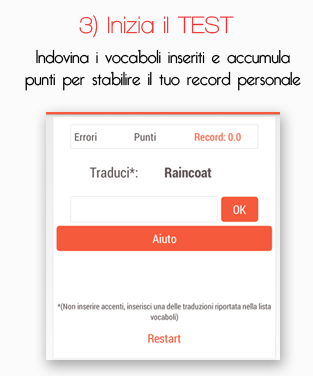 3) Inizia il TEST
Indovina i vocaboli inseriti e accumula
punti per stabilire il tuo record personale
Errori Punti Record: 0.0
Traduci*: Raincoat
OK
Aiuto
*(Non inserire accenti, inserisci una delle traduzioni riportata nella lista
vocaboli)
Restart